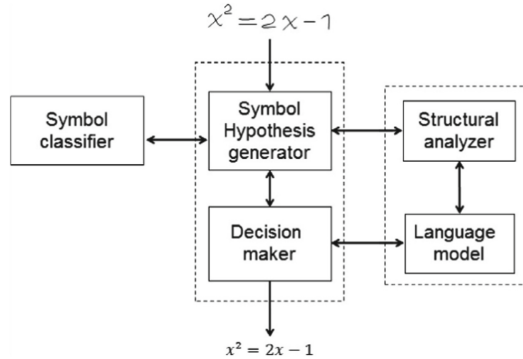 x² = 2x - 1
Symbol
classifier
Symbol
Hypothesis
generator
Structural
analyzer
Decision
maker
Language
model
x² = 2x − 1